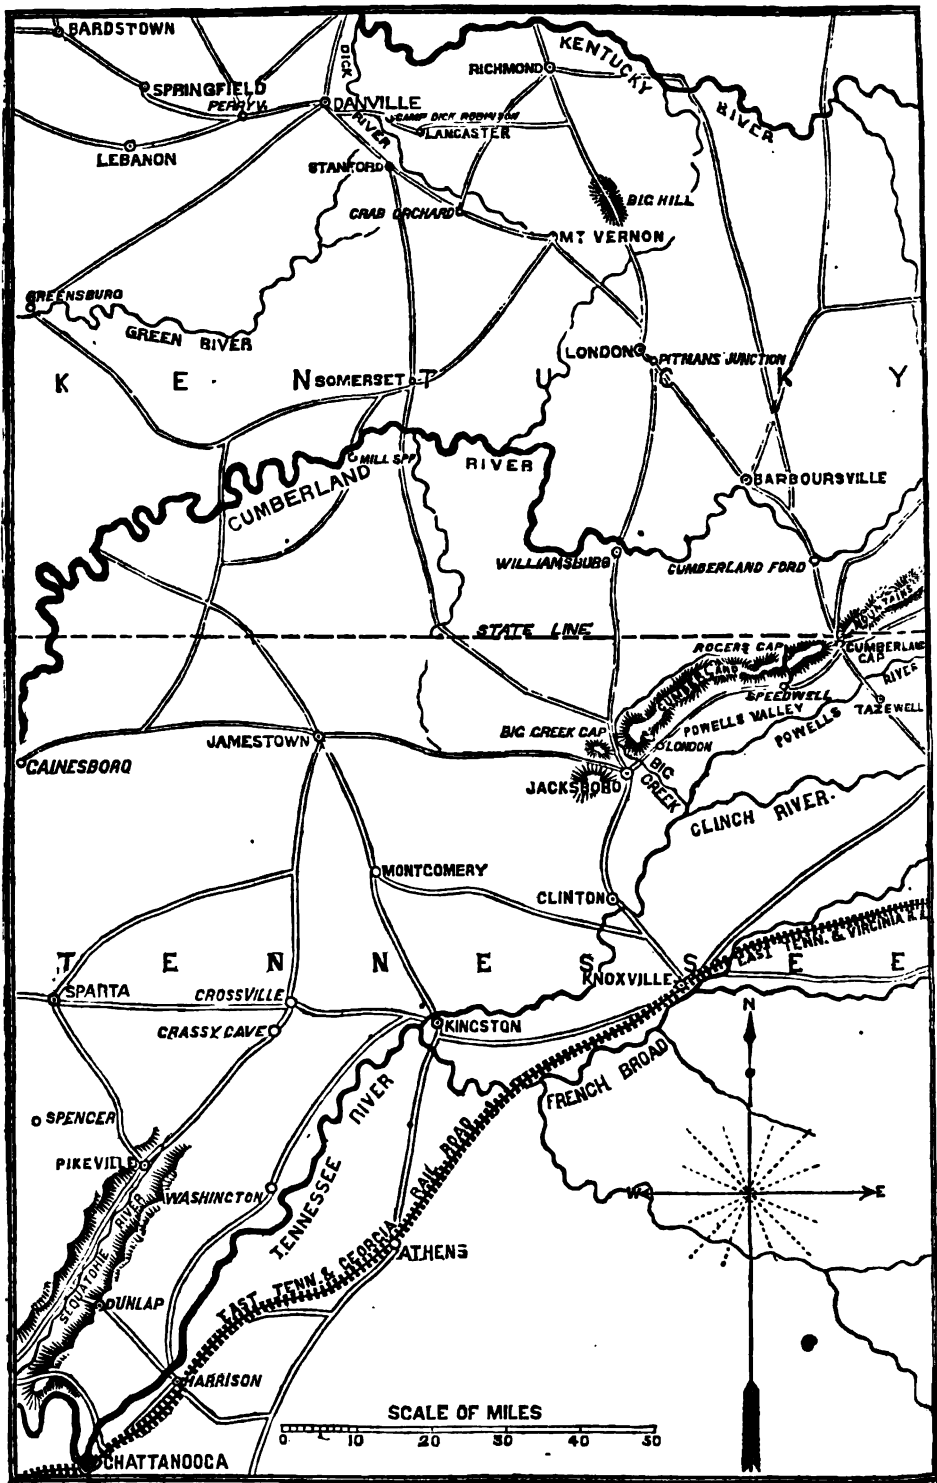 BARDSTOWN
SPRINGFIELD
PERRYV.
LEBANON
DICK
RIVER
DANVILLE
CAMP DICK ROBINSON
LANCASTER
STANFORD
CRAB ORCHARD
RICHMOND
KENTUCKY
RIVER
BIG HILL
MT VERNON
GREENSBURG
GREEN RIVER
LONDON
PITMANS JUNCTION
K E N T U C K Y
SOMERSET
MILL SPP
CUMBERLAND
RIVER
BARBOURSVILLE
WILLIAMSBURG
CUMBERLAND FORD
STATE LINE
MOUNTAINS
ROGERS GAP
CUMBERLAND
GAP
CUMBERLAND
SPEEDWELL
RIVER
POWELLS VALLEY
POWELLS
TAZEWELL
BIG CREEK GAP
LONDON
JAMESTOWN
GAINESBORO
JACKSBORO
BIG
CREEK
CLINCH RIVER.
MONTGOMERY
CLINTON
T E N N E S S E E
EAST TENN. & VIRGINIA R.R.
KNOXVILLE
SPARTA
CROSSVILLE
GRASSY CAVE
KINGSTON
N
FRENCH BROAD
SPENCER
PIKEVILLE
WASHINGTON
TENNESSEE
RIVER
W
E
SEQUATCHIE
RIVER
DUNLAP
EAST TENN. & GEORGIA
RAIL ROAD
ATHENS
HARRISON
SCALE OF MILES
0 10 20 30 40 50
CHATTANOOGA